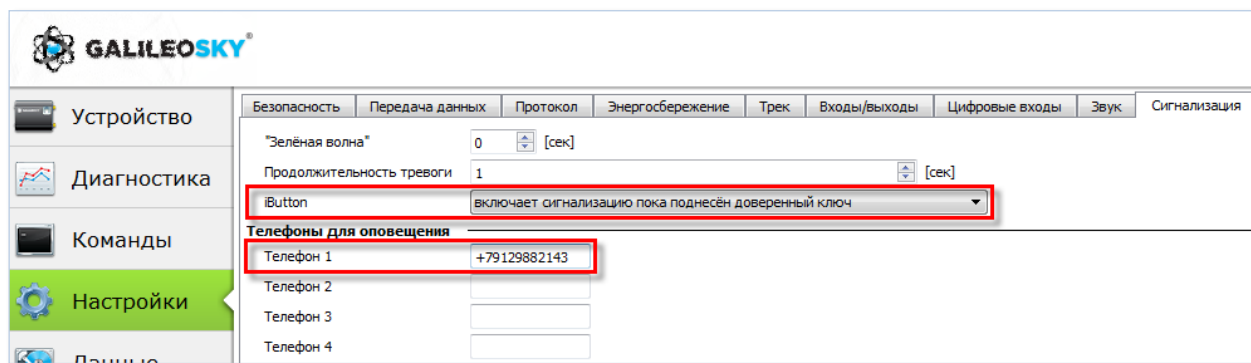 GALILEOSKY®
Устройство
Диагностика
Команды
Настройки
Данные
Безопасность Передача данных Протокол Энергосбережение Трек Входы/выходы Цифровые входы Звук Сигнализация
"Зелёная волна" 0 [сек]
Продолжительность тревоги 1 [сек]
iButton включает сигнализацию пока поднесён доверенный ключ
Телефоны для оповещения
Телефон 1 +79129882143
Телефон 2
Телефон 3
Телефон 4